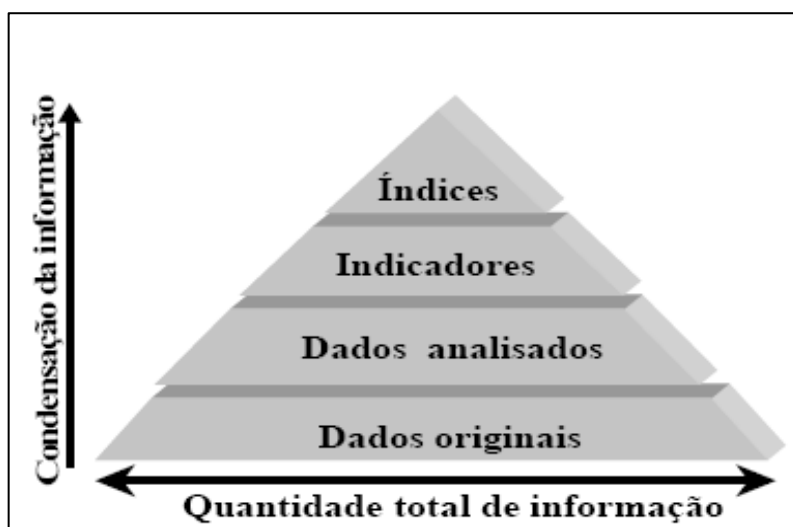 Condensação da informação
Índices
Indicadores
Dados analisados
Dados originais
Quantidade total de informação